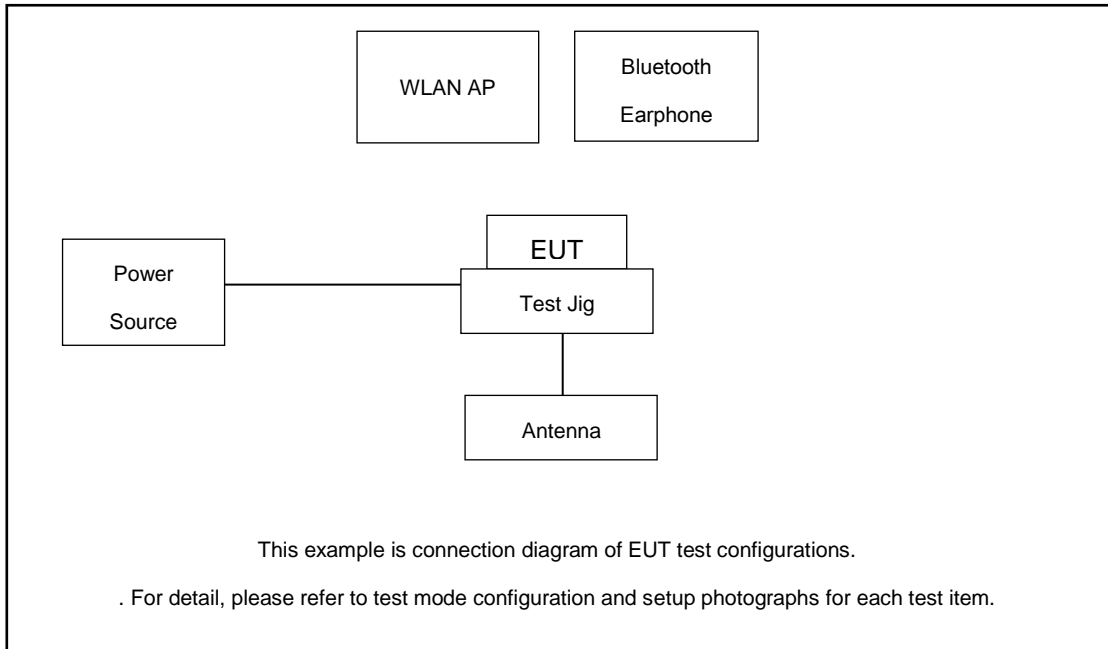 WLAN AP
Bluetooth
Earphone
EUT
Power
Source
Test Jig
Antenna
This example is connection diagram of EUT test configurations.
. For detail, please refer to test mode configuration and setup photographs for each test item.